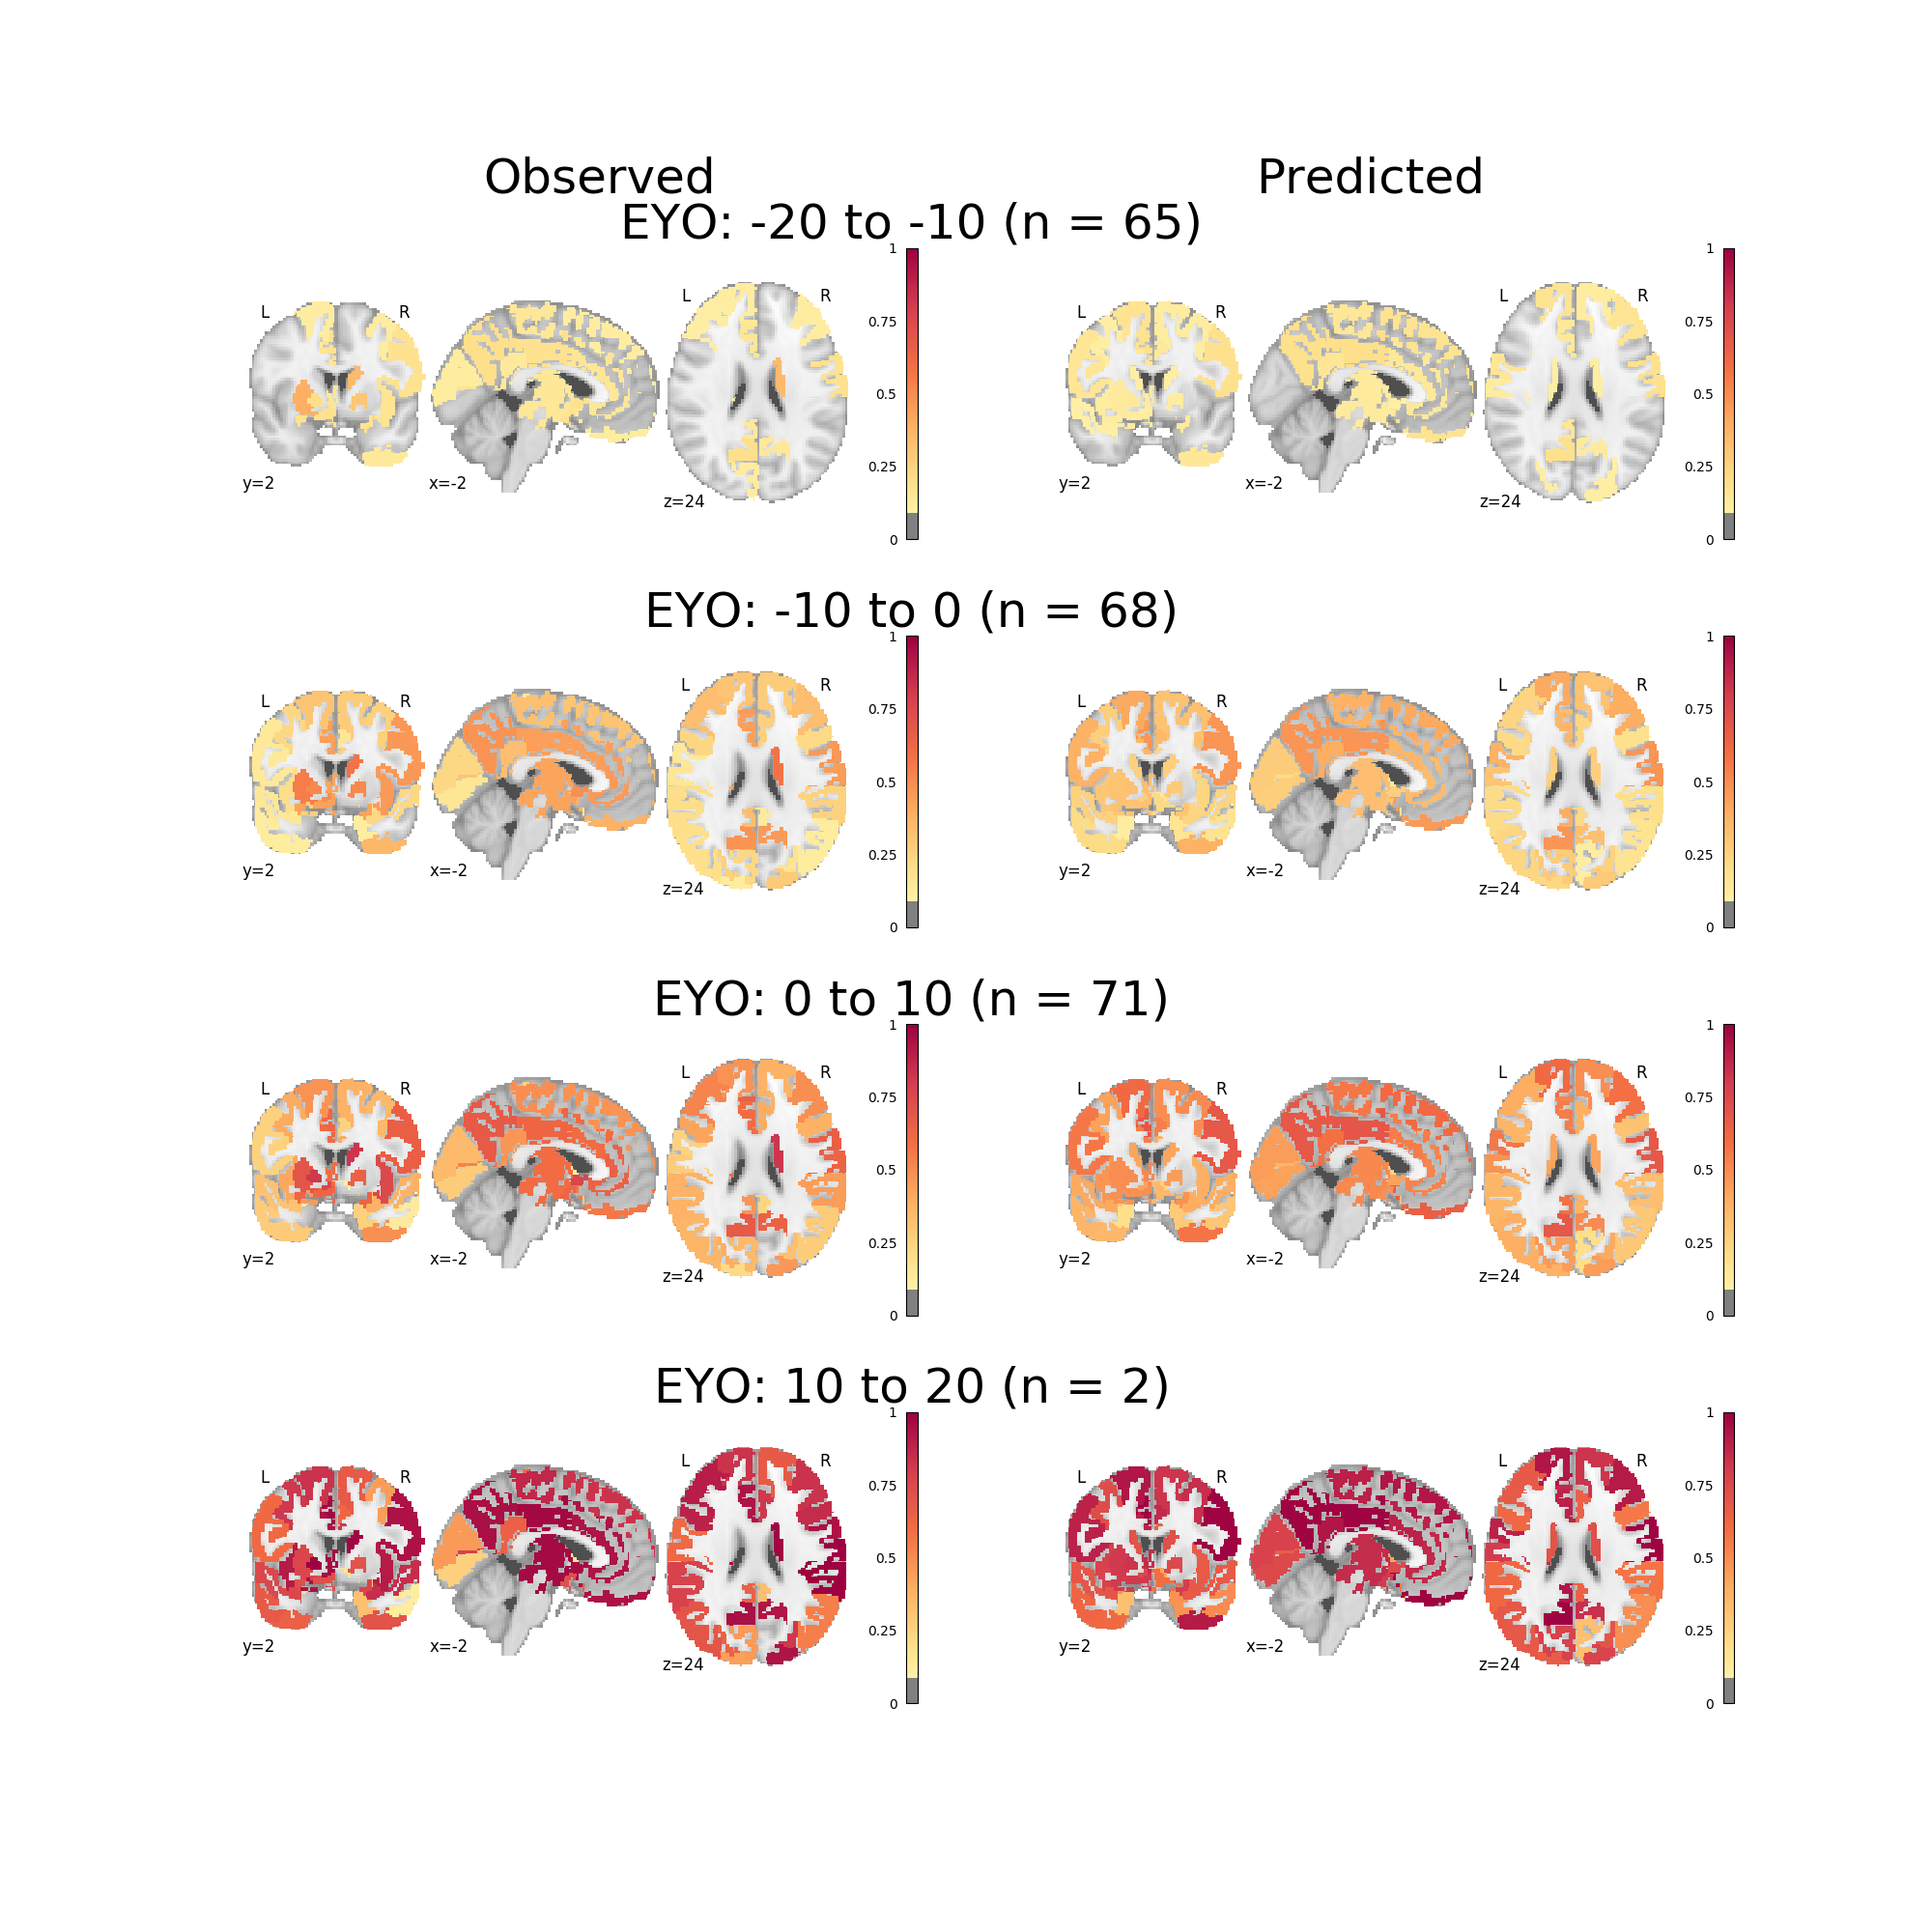 Observed Predicted
EYO: -20 to -10 (n = 65)
1 1
L R L R L R L R
0.75 0.75
0.5 0.5
0.25 0.25
y=2 x=-2 z=24 y=2 x=-2 z=24
0 0
EYO: -10 to 0 (n = 68)
1 1
L R L R L R L R
0.75 0.75
0.5 0.5
0.25 0.25
y=2 x=-2 z=24 y=2 x=-2 z=24
0 0
EYO: 0 to 10 (n = 71)
1 1
L R L R L R L R
0.75 0.75
0.5 0.5
0.25 0.25
y=2 x=-2 z=24 y=2 x=-2 z=24
0 0
EYO: 10 to 20 (n = 2)
1 1
L R L R L R L R
0.75 0.75
0.5 0.5
0.25 0.25
y=2 x=-2 z=24 y=2 x=-2 z=24
0 0